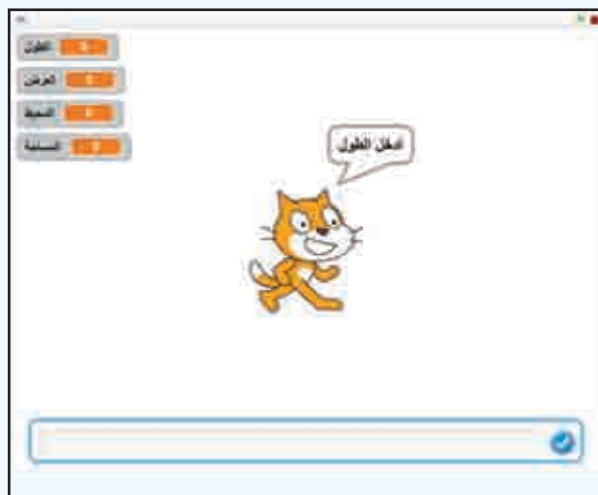 الطول
العرض
المحيط
المساحة
ادخل الطول